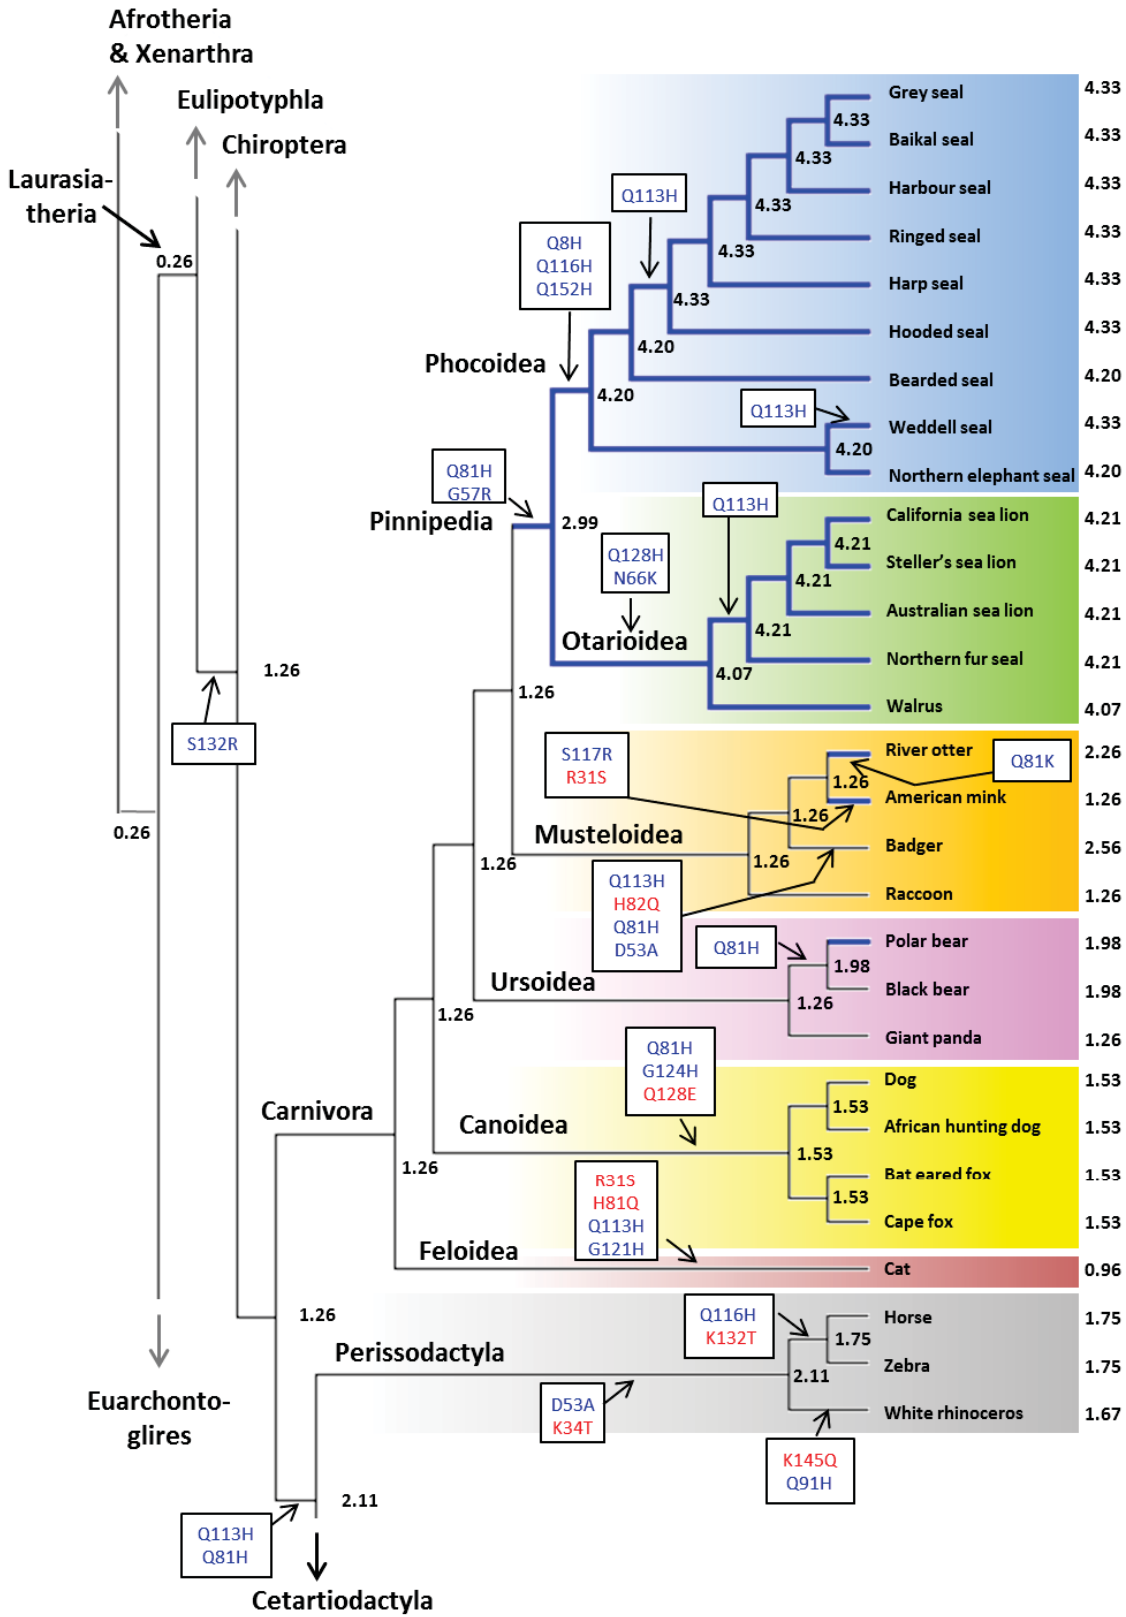 Afrotheria
& Xenarthra
Eulipotyphla
Chiroptera
Laurasia-
theria
0.26
Grey seal
4.33
4.33
Baikal seal
4.33
4.33
Harbour seal
4.33
Q113H
4.33
Ringed seal
4.33
Q8H
Q116H
Q152H
4.33
Harp seal
4.33
4.33
Hooded seal
4.33
4.20
Phocoidea
Bearded seal
4.20
4.20
Q113H
Weddell seal
4.33
4.20
Northern elephant seal
4.20
Q81H
G57R
Pinnipedia
2.99
Q113H
California sea lion
4.21
4.21
Q128H
N66K
Steller's sea lion
4.21
4.21
Australian sea lion
4.21
4.21
Otarioidea
Northern fur seal
4.21
4.07
Walrus
4.07
1.26
1.26
S132R
S117R
R31S
River otter
2.26
Q81K
1.26
American mink
1.26
1.26
Musteloidea
Badger
2.56
1.26
1.26
Raccoon
1.26
0.26
Q113H
H82Q
Q81H
D53A
Q81H
Polar bear
1.98
1.98
Ursoidea
Black bear
1.98
1.26
1.26
Giant panda
1.26
Q81H
G124H
Q128E
Dog
1.53
1.53
Carnivora
Canoidea
African hunting dog
1.53
1.53
1.26
Bat eared fox
1.53
1.53
R31S
H81Q
Q113H
G121H
Cape fox
1.53
Feloidea
Cat
0.96
1.26
Q116H
K132T
Horse
1.75
1.75
Perissodactyla
Zebra
1.75
2.11
D53A
K34T
White rhinoceros
1.67
Euarchonto-
glires
K145Q
Q91H
2.11
Q113H
Q81H
Cetartiodactyla